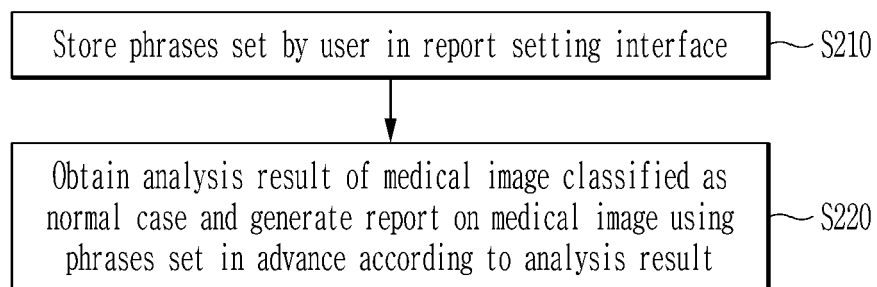 Store phrases set by user in report setting interface
S210
Obtain analysis result of medical image classified as
normal case and generate report on medical image using
phrases set in advance according to analysis result
S220